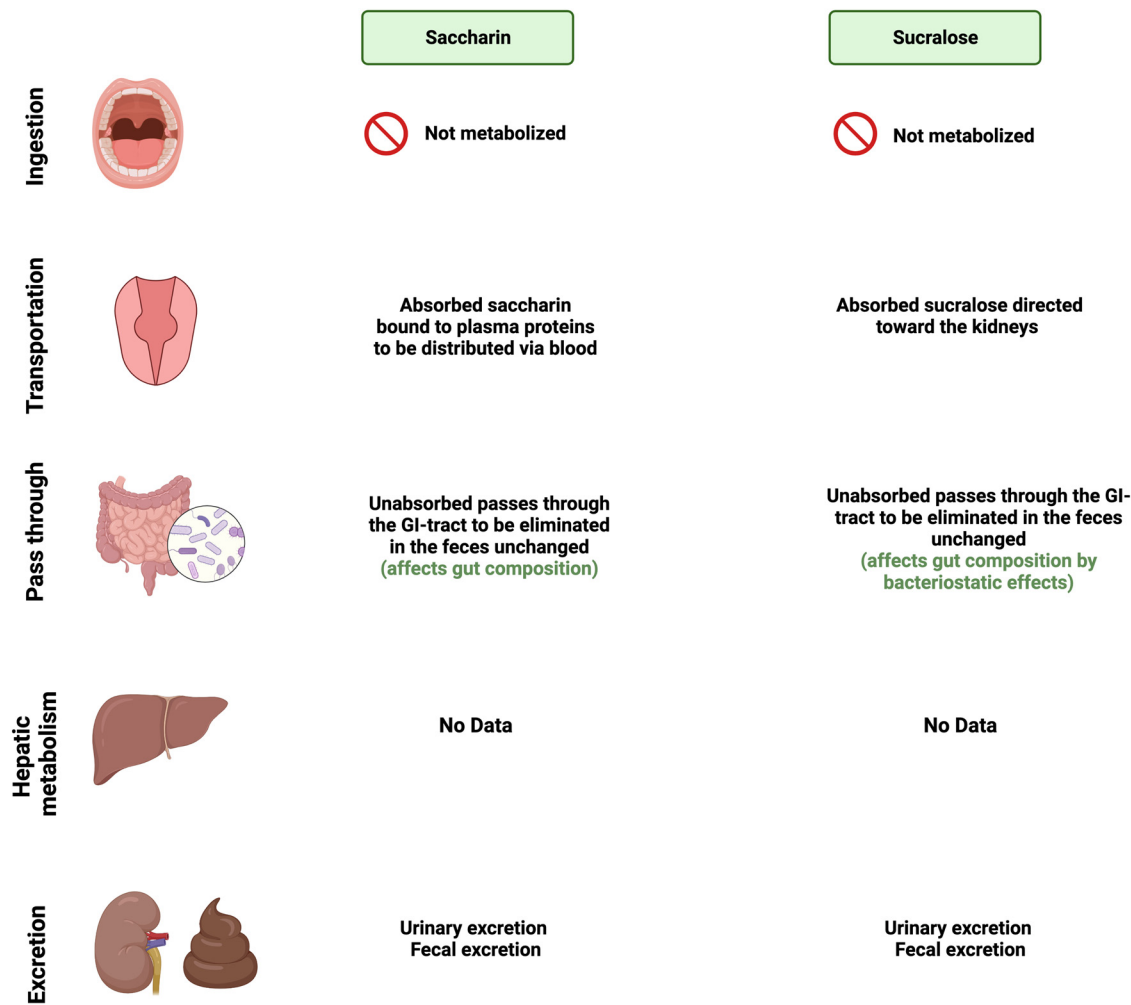 Saccharin
Sucralose
Ingestion
Not metabolized
Not metabolized
Transportation
Absorbed saccharin
bound to plasma proteins
to be distributed via blood
Absorbed sucralose directed
toward the kidneys
Pass through
Unabsorbed passes through
the GI-tract to be eliminated
in the feces unchanged
(affects gut composition)
Unabsorbed passes through the GI-
tract to be eliminated in the feces
unchanged
(affects gut composition by
bacteriostatic effects)
Hepatic
metabolism
No Data
No Data
Excretion
Urinary excretion
Fecal excretion
Urinary excretion
Fecal excretion